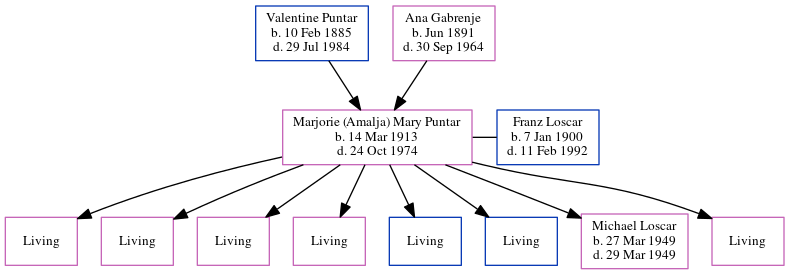 Valentine Puntar
b. 10 Feb 1885
d. 29 Jul 1984
Ana Gabrenje
b. Jun 1891
d. 30 Sep 1964
Marjorie (Amalja) Mary Puntar
b. 14 Mar 1913
d. 24 Oct 1974
Franz Loscar
b. 7 Jan 1900
d. 11 Feb 1992
Living
Living
Living
Living
Living
Living
Michael Loscar
b. 27 Mar 1949
d. 29 Mar 1949
Living